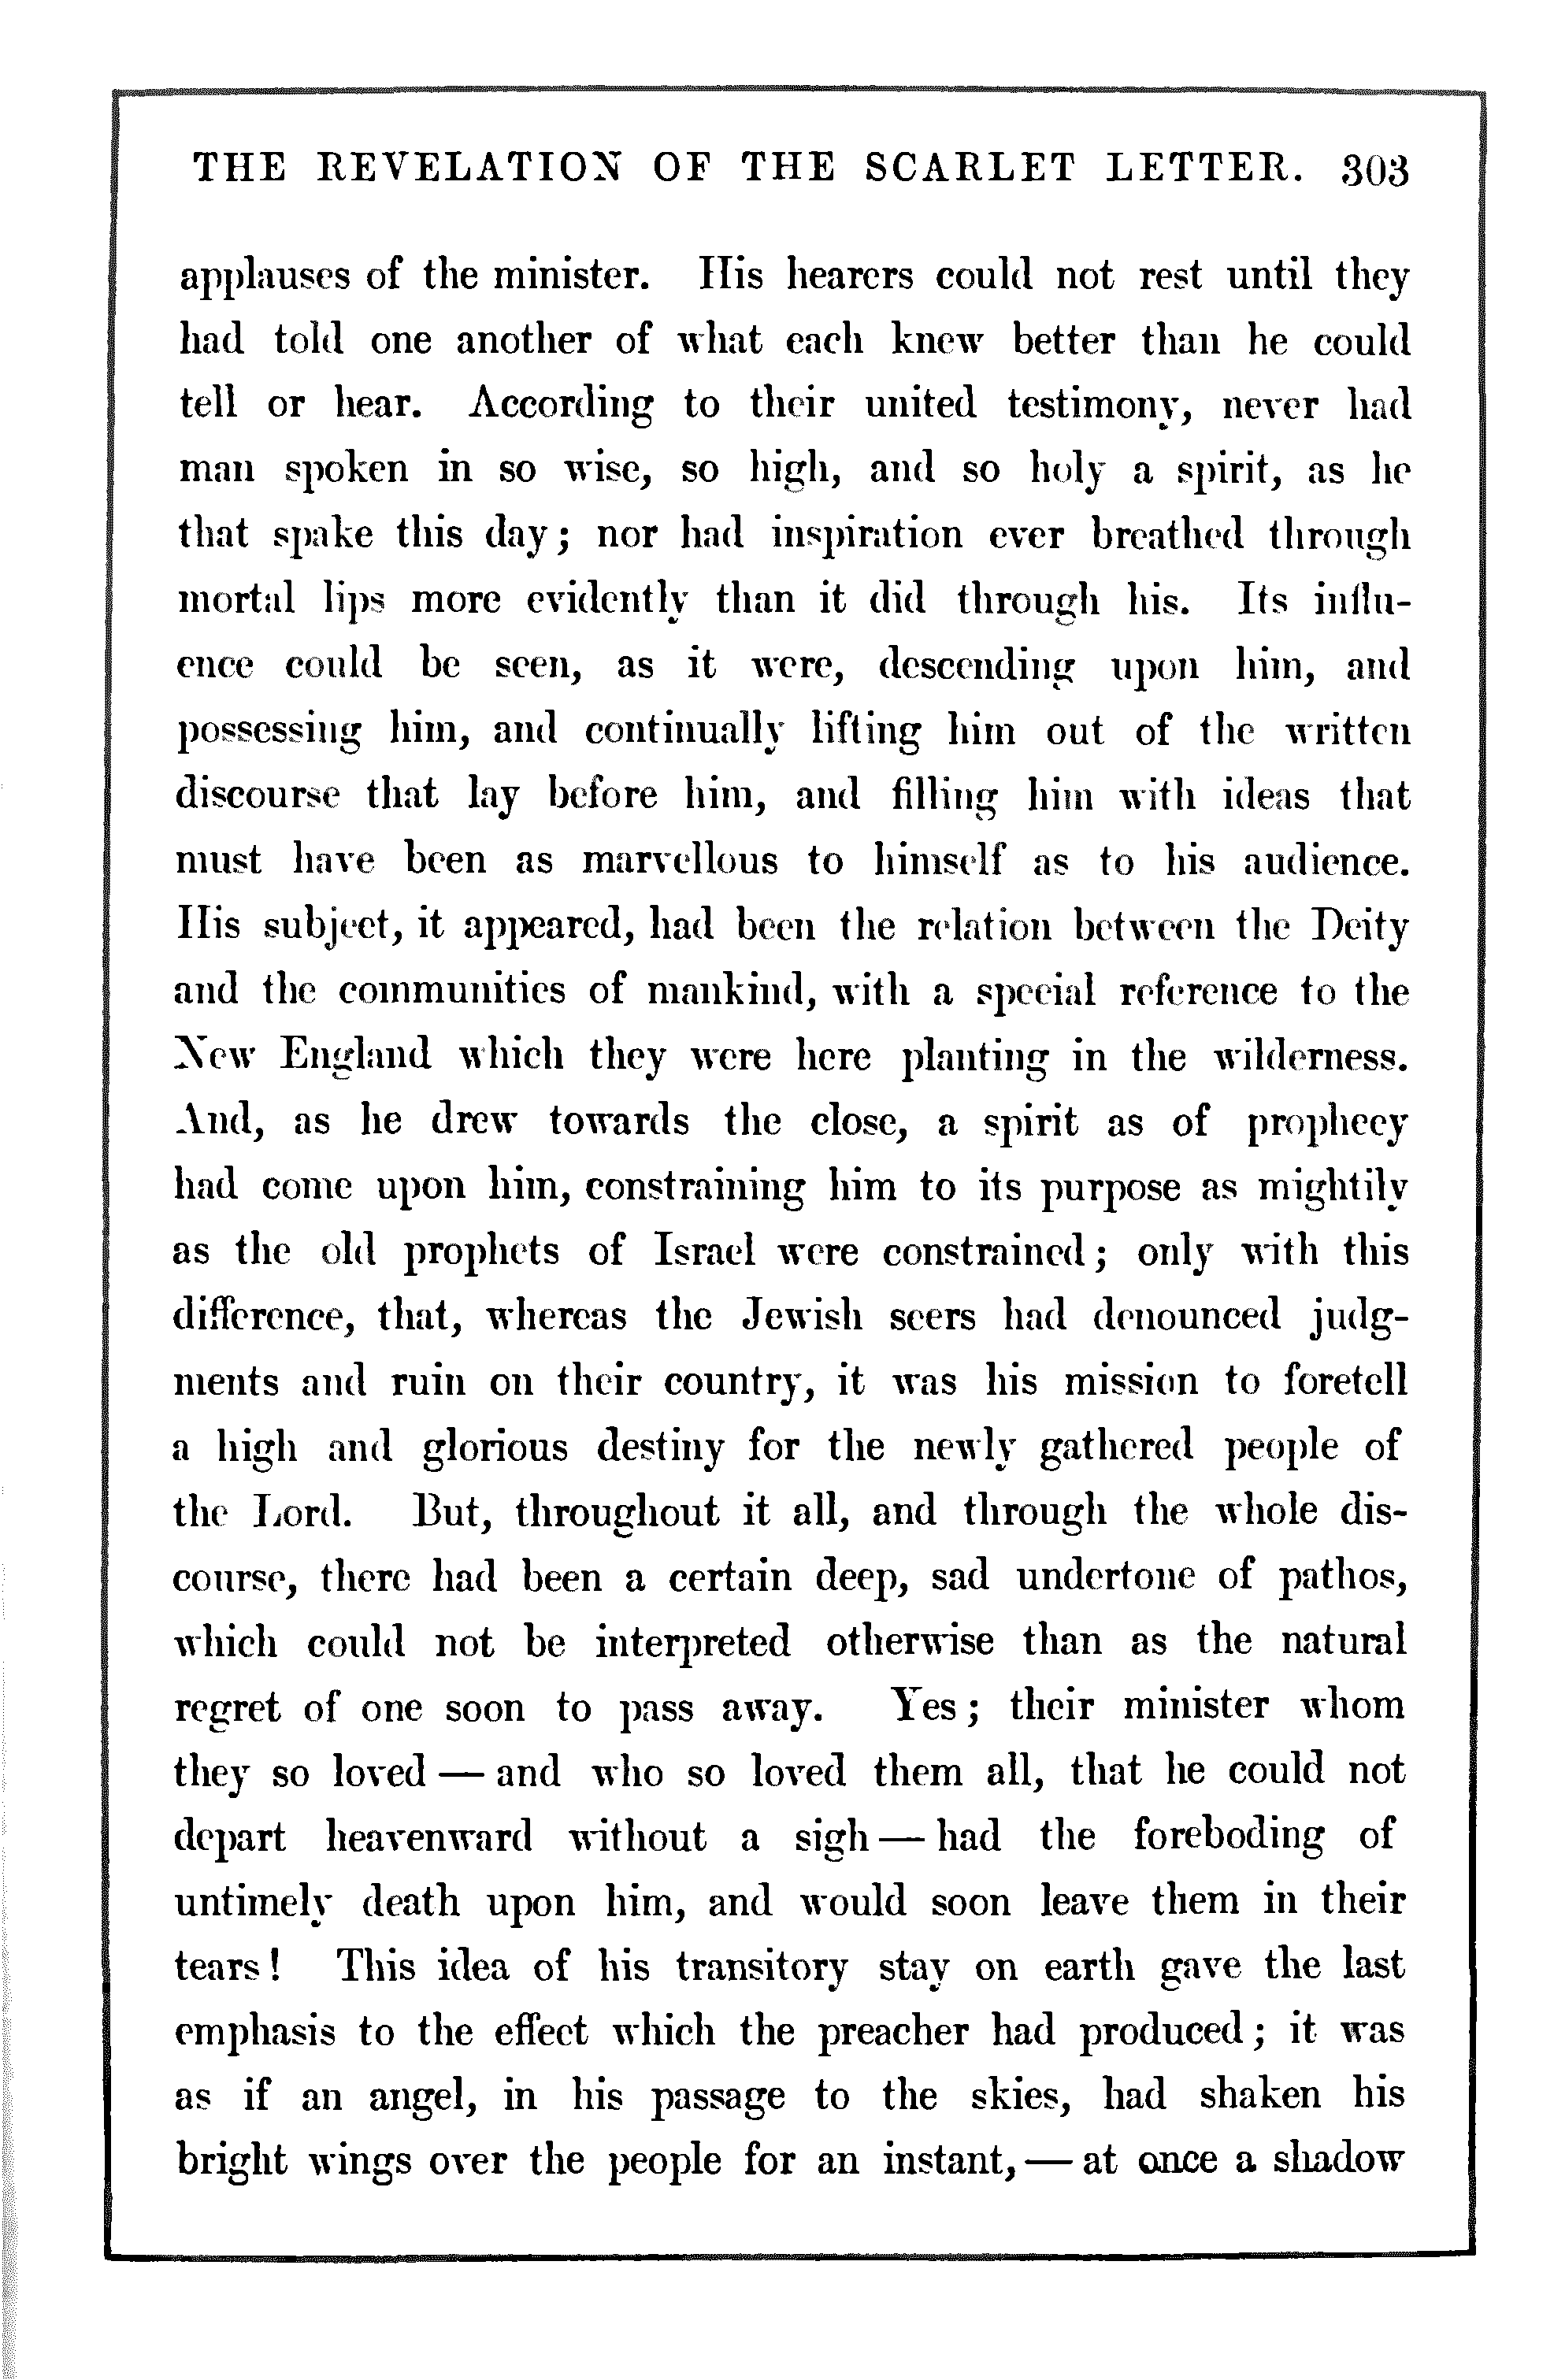 THE REVELATION OF THE SCARLET LETTER. 303
applauses of the minister. His hearers could not rest until they
had told one another of what each knew better than he could
tell or hear. According to their united testimony, never had
man spoken in so wise, so high, and so holy a spirit, as he
that spake this day; nor had inspiration ever breathed through
mortal lips more evidently than it did through his. Its influ-
ence could be seen, as it were, descending upon him, and
possessing him, and continually lifting him out of the written
discourse that lay before him, and filling him with ideas that
must have been as marvellous to himself as to his audience.
His subject, it appeared, had been the relation between the Deity
and the communities of mankind, with a special reference to the
New England which they were here planting in the wilderness.
And, as he drew towards the close, a spirit as of prophecy
had come upon him, constraining him to its purpose as mightily
as the old prophets of Israel were constrained; only with this
difference, that, whereas the Jewish seers had denounced judg-
ments and ruin on their country, it was his mission to foretell
a high and glorious destiny for the newly gathered people of
the Lord. But, throughout it all, and through the whole dis-
course, there had been a certain deep, sad undertone of pathos,
which could not be interpreted otherwise than as the natural
regret of one soon to pass away. Yes; their minister whom
they so loved — and who so loved them all, that he could not
depart heavenward without a sigh — had the foreboding of
untimely death upon him, and would soon leave them in their
tears! This idea of his transitory stay on earth gave the last
emphasis to the effect which the preacher had produced; it was
as if an angel, in his passage to the skies, had shaken his
bright wings over the people for an instant, — at once a shadow